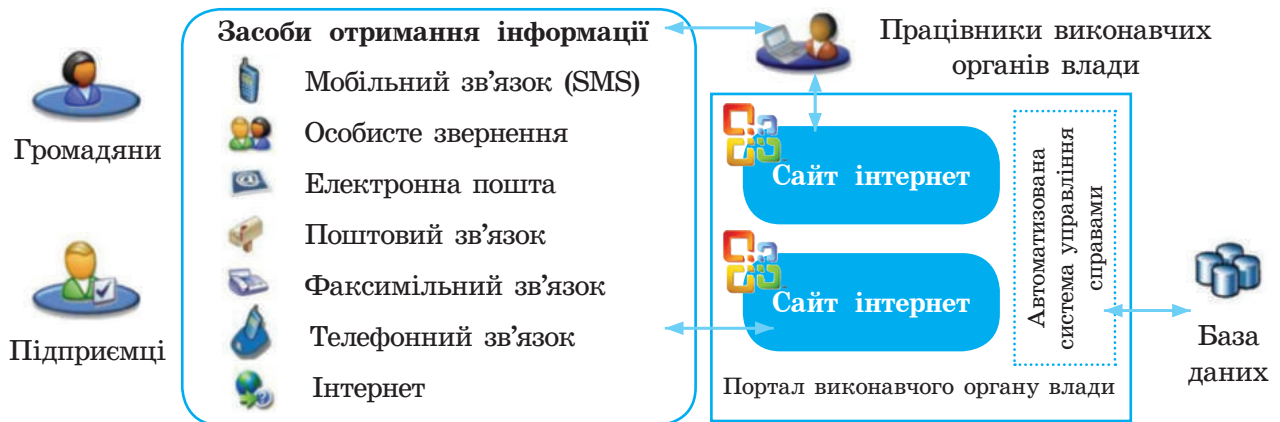 Громадяни
Підприємці
Засоби отримання інформації
Мобільний зв'язок (SMS)
Особисте звернення
Електронна пошта
Поштовий зв'язок
Факсимільний зв'язок
Телефонний зв'язок
Інтернет
Працівники виконавчих
органів влади
Сайт інтернет
Сайт інтернет
Автоматизована
система управління
справами
Портал виконавчого органу влади
База
даних